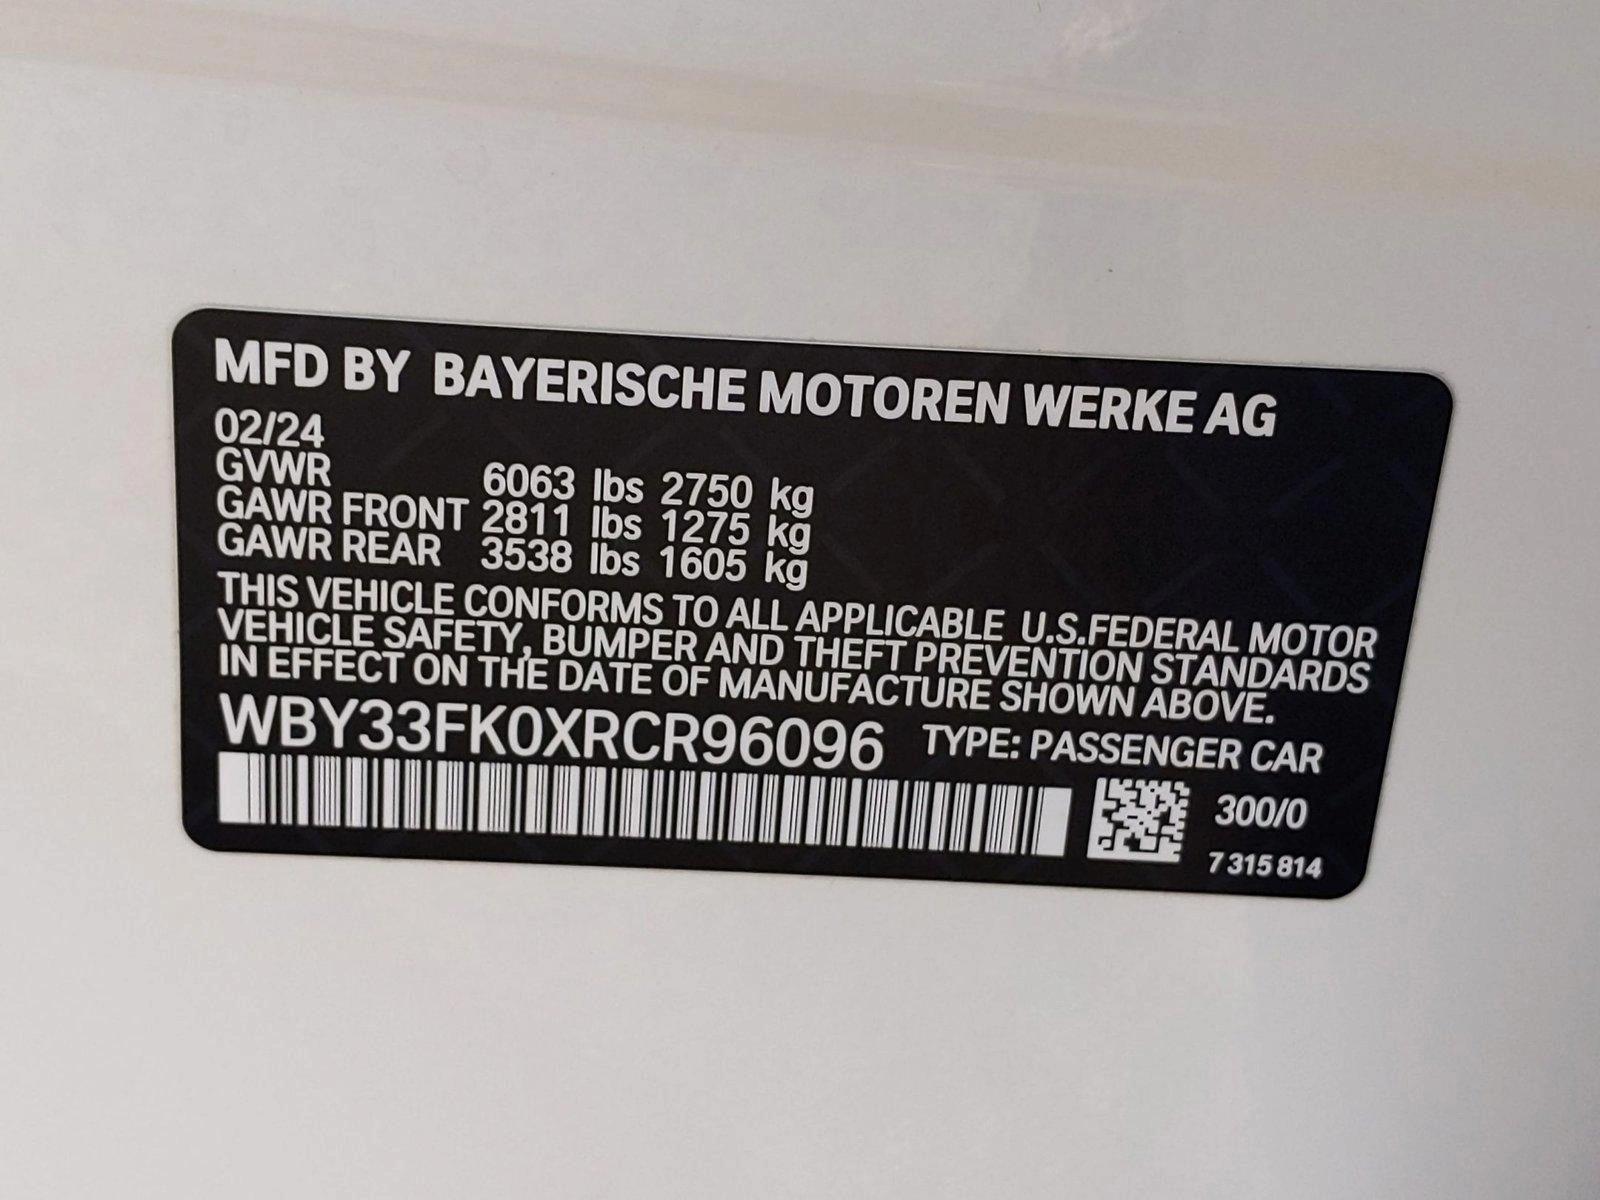 MFD BY BAYERISCHE MOTOREN WERKE AG
02/24
GVWR 6063 lbs 2750 kg
GAWR FRONT 2811 lbs 1275 kg
GAWR REAR 3538 lbs 1605 kg
THIS VEHICLE CONFORMS TO ALL APPLICABLE U.S.FEDERAL MOTOR
VEHICLE SAFETY, BUMPER AND THEFT PREVENTION STANDARDS
IN EFFECT ON THE DATE OF MANUFACTURE SHOWN ABOVE.
WBY33FK0XRCR96096 TYPE: PASSENGER CAR
300/0
7 315 814